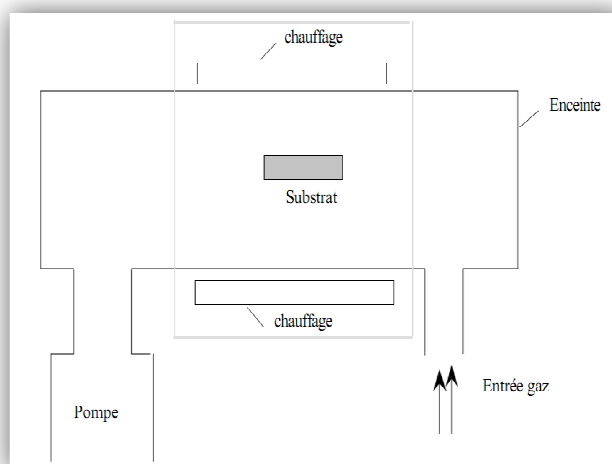 chauffage
Enceinte
Substrat
chauffage
Entrée gaz
Pompe